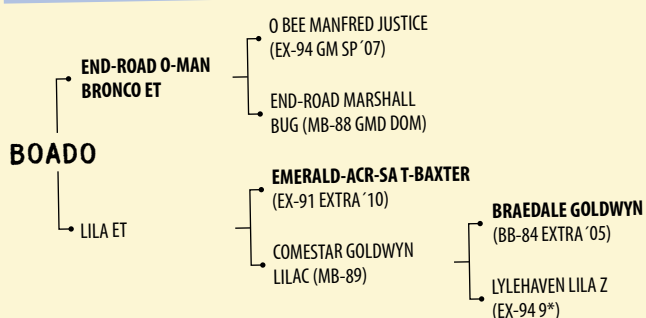 O BEE MANFRED JUSTICE
(EX-94 GM SP´07)
END-ROAD O-MAN
BRONCO ET
END-ROAD MARSHALL
BUG (MB-88 GMD DOM)
BOADO
EMERALD-ACR-SA T-BAXTER
(EX-91 EXTRA´10)
LILA ET
COMESTAR GOLDWYN
LILAC (MB-89)
BRAEDALE GOLDWYN
(BB-84 EXTRA´05)
LYLEHAVEN LILA Z
(EX-94 9*)